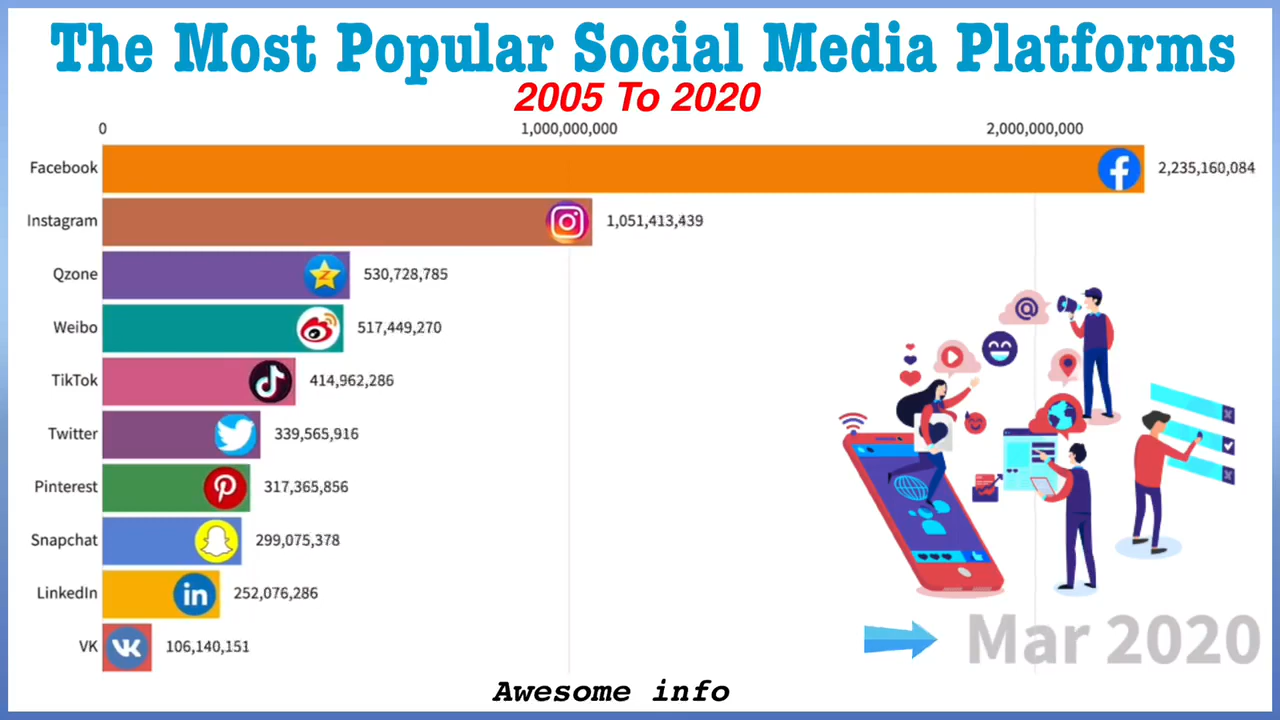 The Most Popular Social Media Platforms
2005 To 2020
0 1,000,000,000 2,000,000,000
Facebook 2,235,160,084
Instagram 1,051,413,439
Qzone 530,728,785
Weibo 517,449,270
TikTok 414,962,286
Twitter 339,565,916
Pinterest 317,365,856
Snapchat 299,075,378
LinkedIn in 252,076,286
VK 106,140,151
Mar 2020
Awesome info